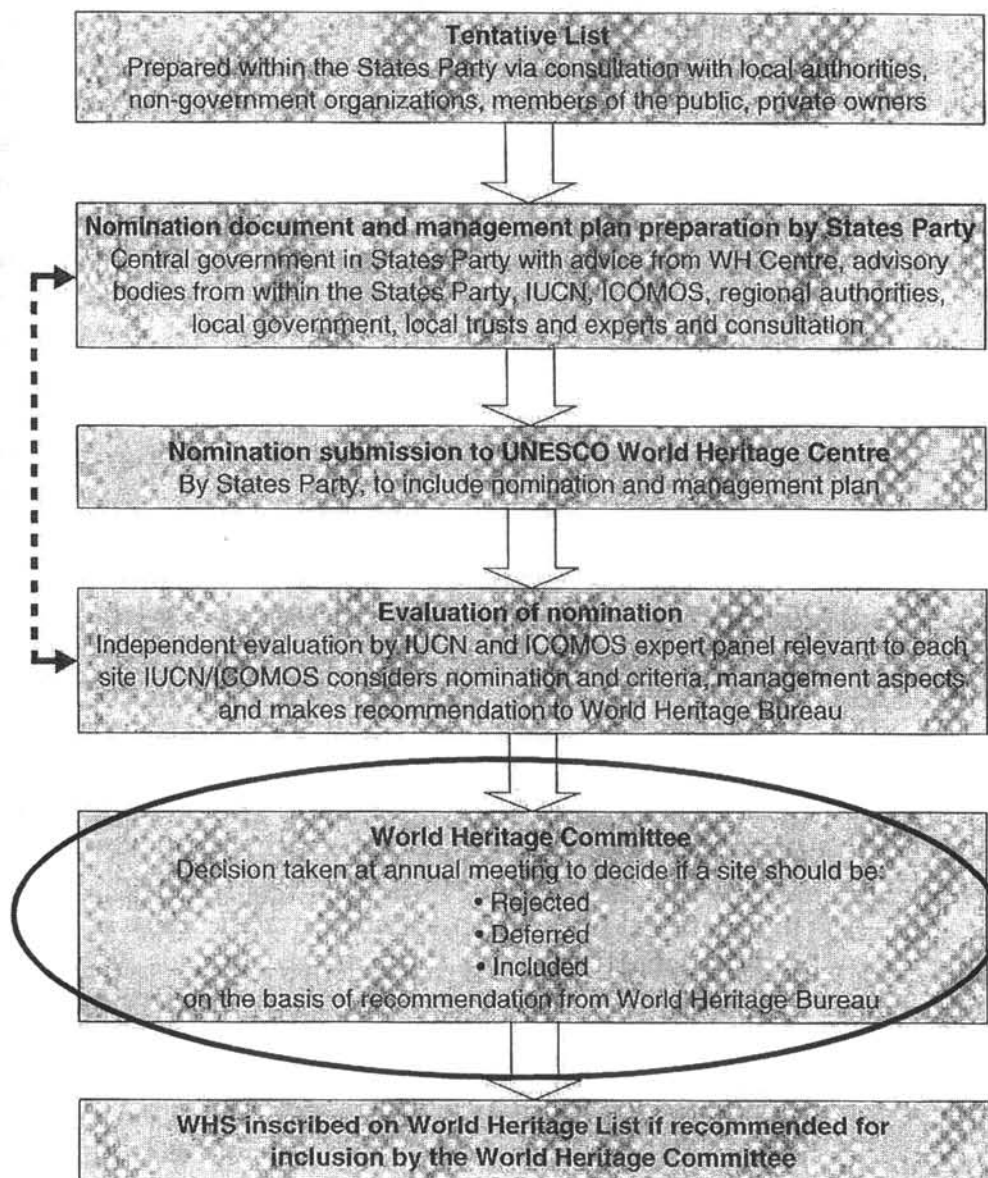 Tentative List
Prepared within the States Party via consultation with local authorities,
non-government organizations, members of the public, private owners
Nomination document and management plan preparation by States Party
Central government in States Party with advice from WH Centre, advisory
bodies from within the States Party, IUCN, ICOMOS, regional authorities,
local government, local trusts and experts and consultation
Nomination submission to UNESCO World Heritage Centre
By States Party, to include nomination and management plan
Evaluation of nomination
Independent evaluation by IUCN and ICOMOS expert panel relevant to each
site IUCN/ICOMOS considers nomination and criteria, management aspects
and makes recommendation to World Heritage Bureau
World Heritage Committee
Decision taken at annual meeting to decide if a site should be:
• Rejected
• Deferred
• Included
on the basis of recommendation from World Heritage Bureau
WHS inscribed on World Heritage List if recommended for
inclusion by the World Heritage Committee